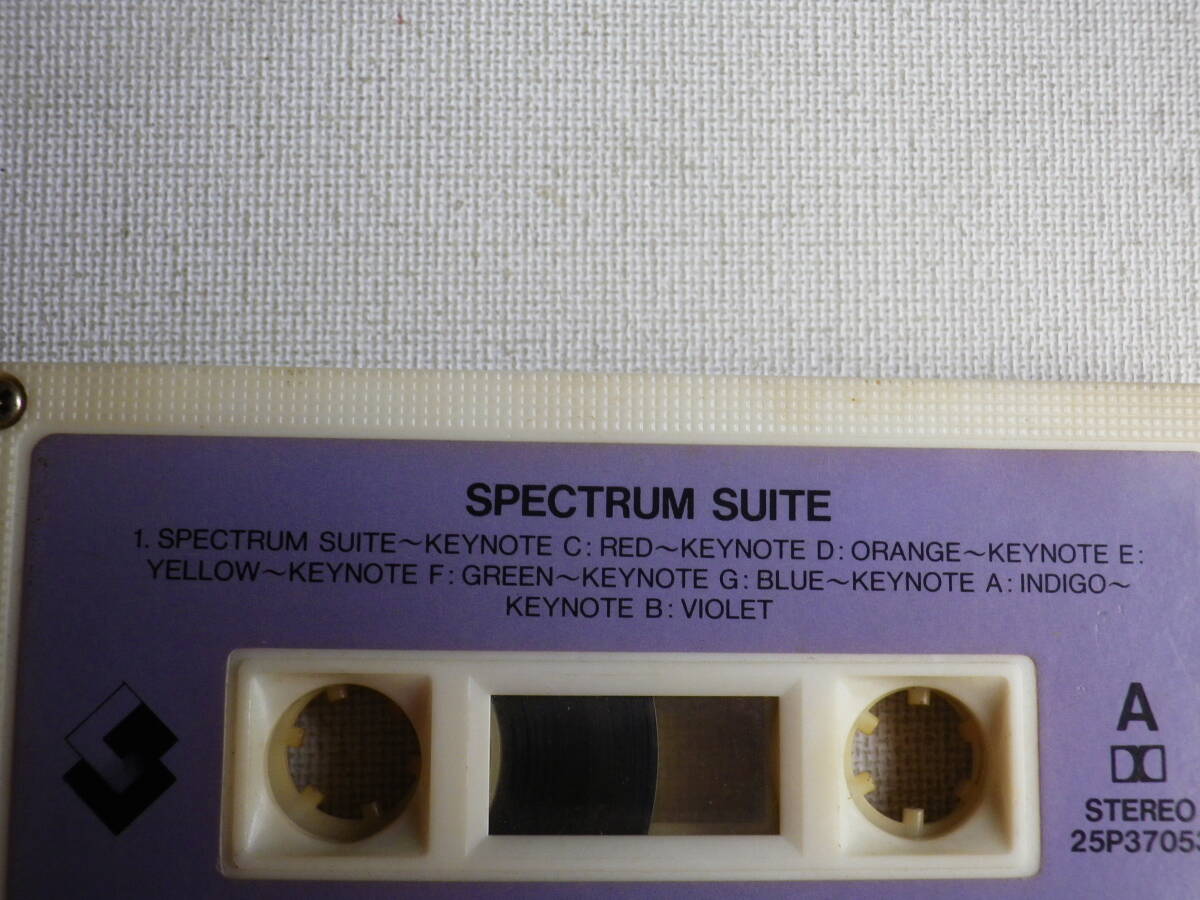 SPECTRUM SUITE
1. SPECTRUM SUITE~KEYNOTE C: RED~KEYNOTE D: ORANGE~KEYNOTE E:
YELLOW~KEYNOTE F: GREEN~KEYNOTE G: BLUE~KEYNOTE A: INDIGO~
KEYNOTE B: VIOLET
A
STEREO
25P37053